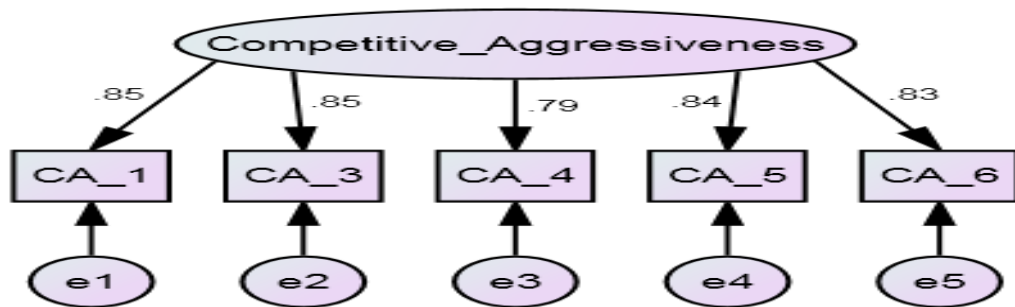 Competitive_Aggressiveness
.85 .85 .79 .84 .83
CA_1 CA_3 CA_4 CA_5 CA_6
e1 e2 e3 e4 e5